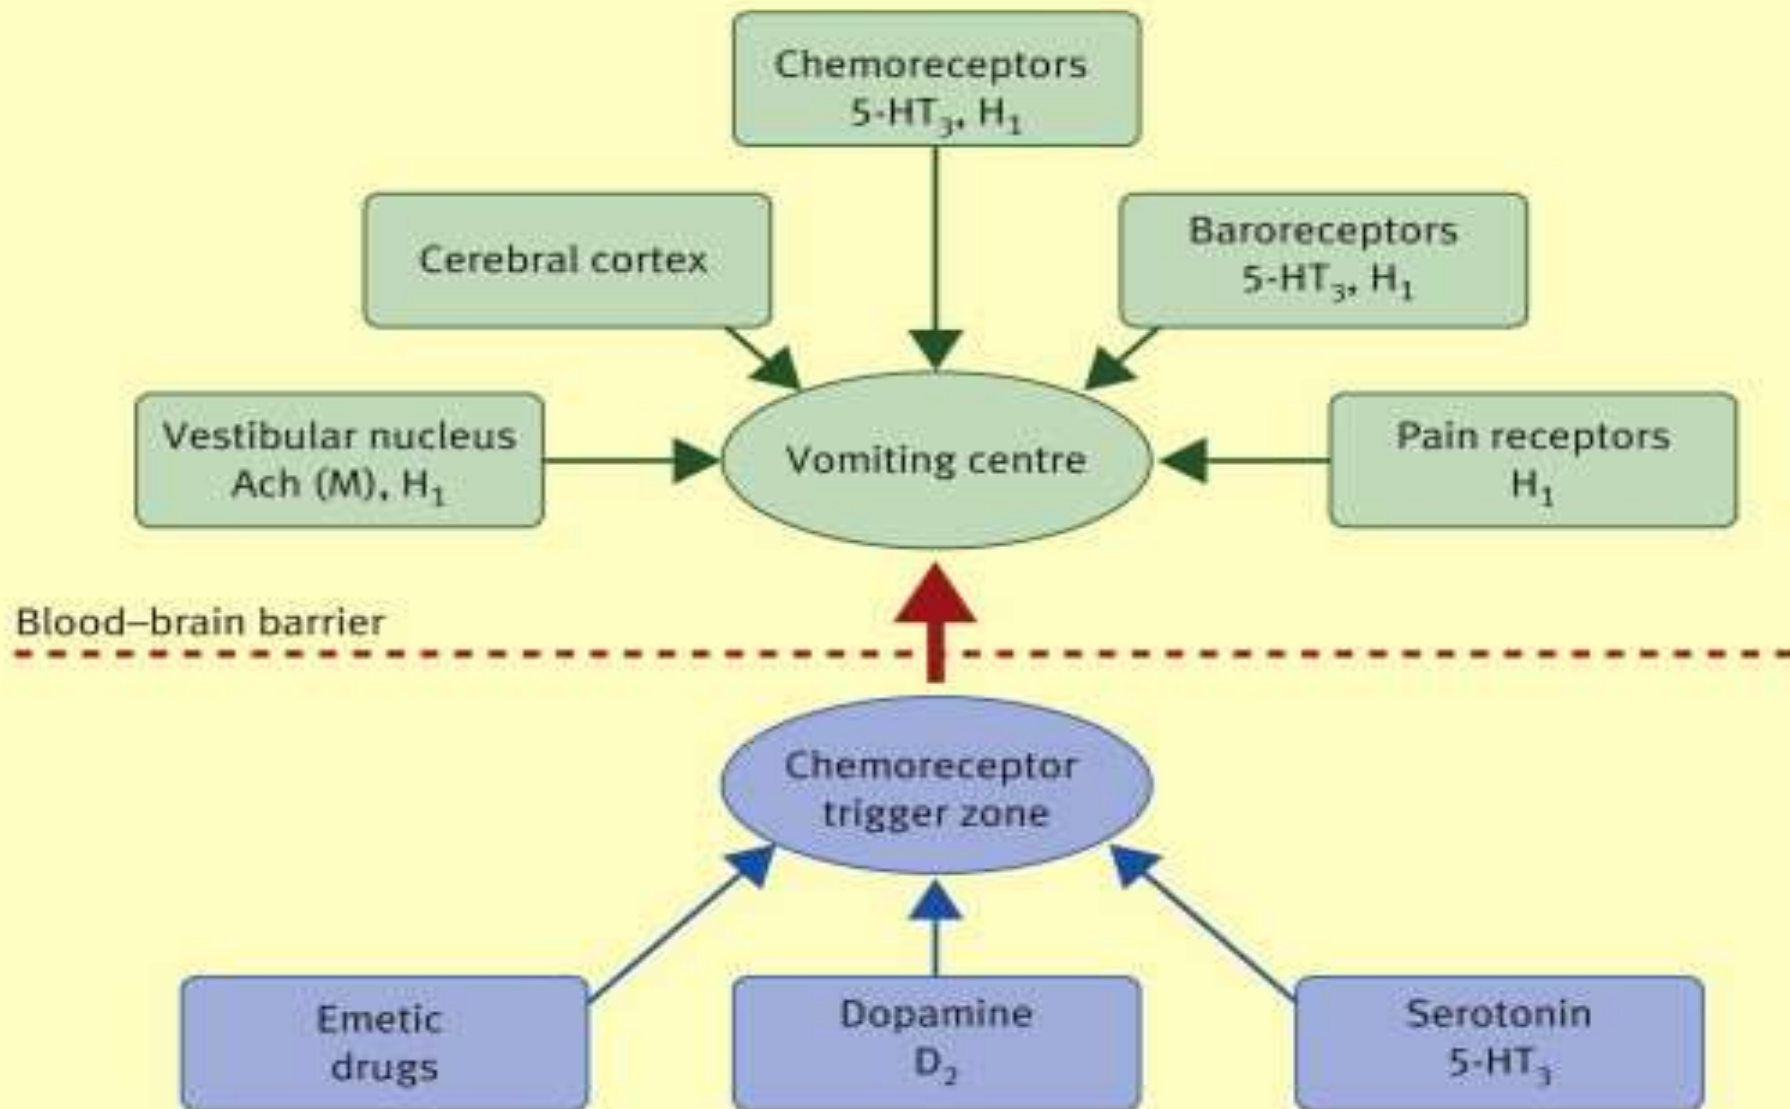 Chemoreceptors
5-HT₃, H₁
Cerebral cortex
Baroreceptors
5-HT₃, H₁
Vestibular nucleus
Ach (M), H₁
Vomiting centre
Pain receptors
H₁
Blood–brain barrier
Chemoreceptor
trigger zone
Emetic
drugs
Dopamine
D₂
Serotonin
5-HT₃